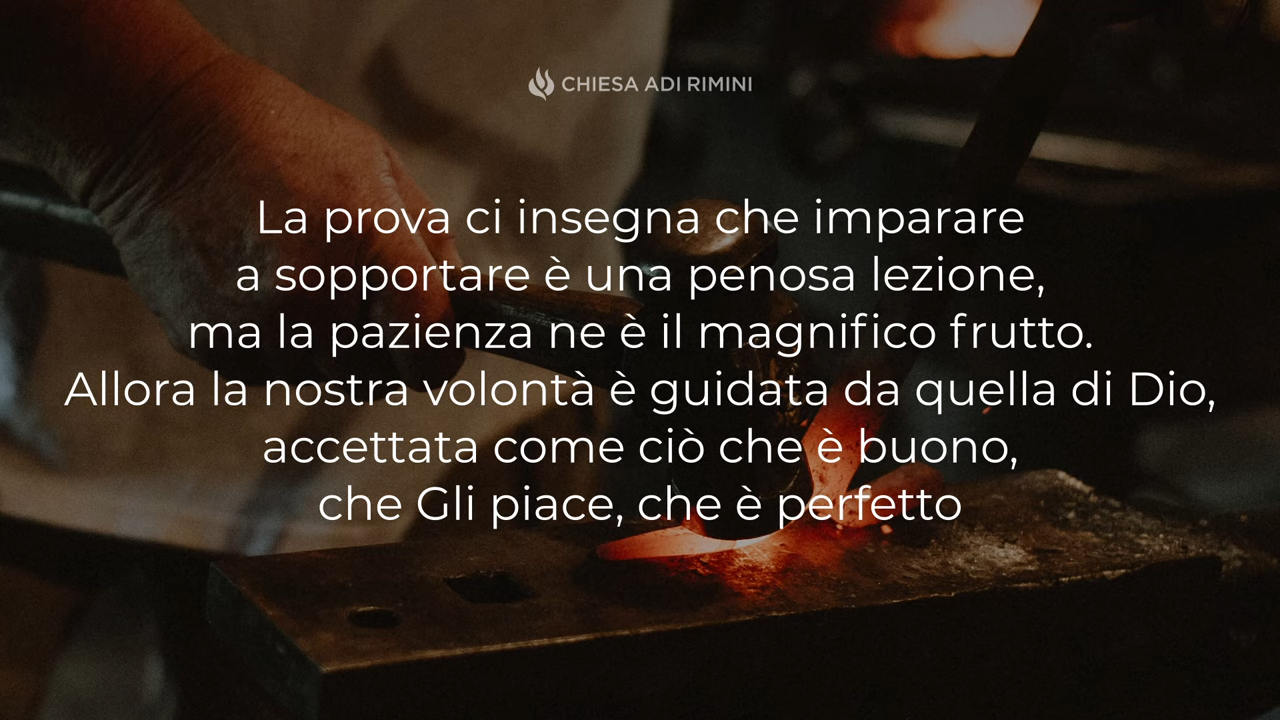 CHIESA ADI RIMINI
La prova ci insegna che imparare
a sopportare è una penosa lezione,
ma la pazienza ne è il magnifico frutto.
Allora la nostra volontà è guidata da quella di Dio,
accettata come ciò che è buono,
che Gli piace, che è perfetto